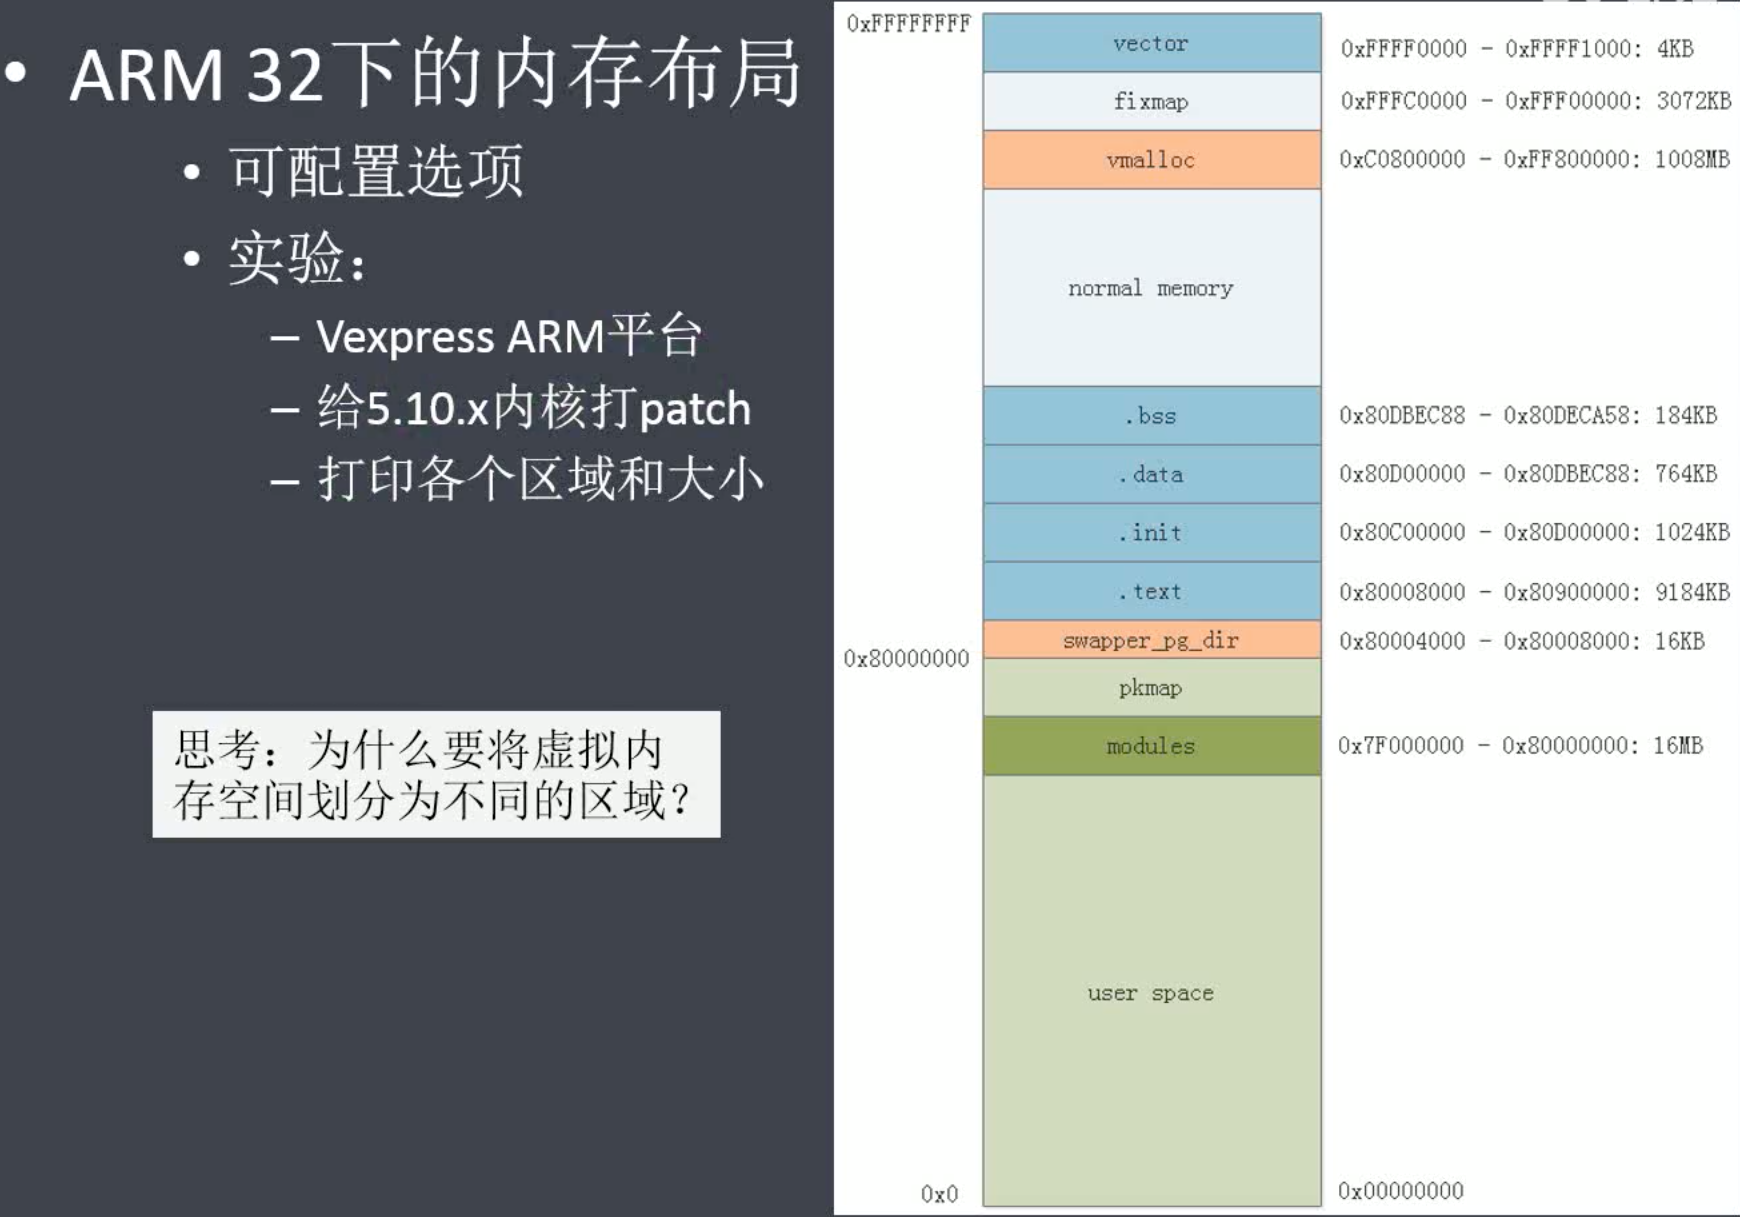 • ARM 32下的内存布局
• 可配置选项
• 实验：
– Vexpress ARM平台
– 给5.10.x内核打patch
– 打印各个区域和大小
思考：为什么要将虚拟内
存空间划分为不同的区域？
0xFFFFFFFF
vector 0xFFFF0000 - 0xFFFF1000: 4KB
fixmap 0xFFFC0000 - 0xFFF00000: 3072KB
vmalloc 0xC0800000 - 0xFF800000: 1008MB
normal memory
.bss 0x80DBEC88 - 0x80DECA58: 184KB
.data 0x80D00000 - 0x80DBEC88: 764KB
.init 0x80C00000 - 0x80D00000: 1024KB
.text 0x80008000 - 0x80900000: 9184KB
swapper_pg_dir 0x80004000 - 0x80008000: 16KB
0x80000000
pkmap
modules 0x7F000000 - 0x80000000: 16MB
user space
0x0 0x00000000